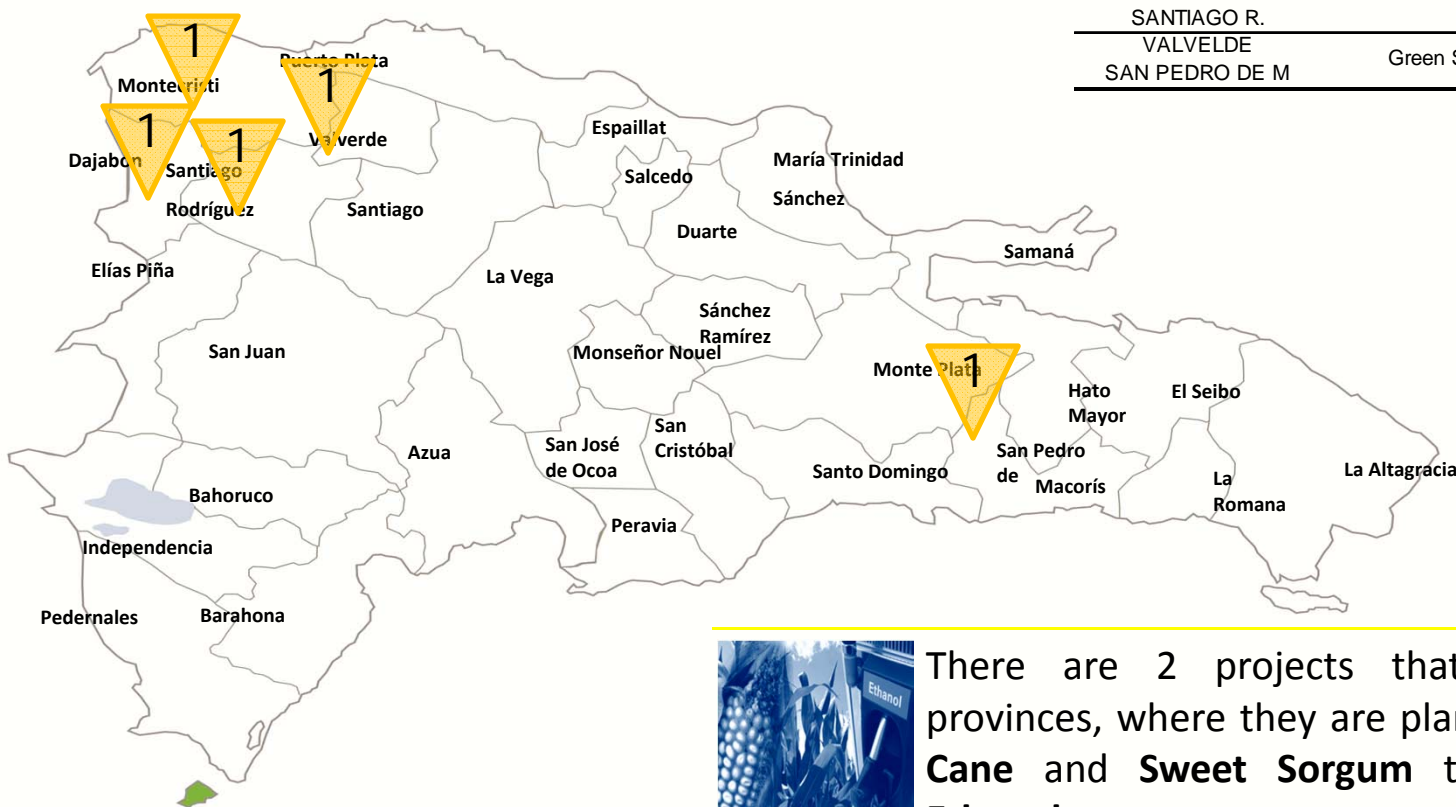 SANTIAGO R.
VALVELDE
SAN PEDRO DE M
Green S
1
Puerto Plata
1
Montecristi
1
1
Valverde
Espaillat
Dajabón
Santiago
Rodríguez
Santiago
Salcedo
María Trinidad
Sánchez
Duarte
Samaná
Elías Piña
La Vega
Sánchez
Ramírez
San Juan
Monseñor Nouel
Monte Plata
1
Hato
Mayor
El Seibo
Azua
San José
de Ocoa
San
Cristóbal
Santo Domingo
San Pedro
de
Macorís
La
Romana
La Altagracia
Bahoruco
Peravia
Independencia
Pedernales
Barahona
Ethanol
There are 2 projects that
provinces, where they are plan
Cane and Sweet Sorgum t